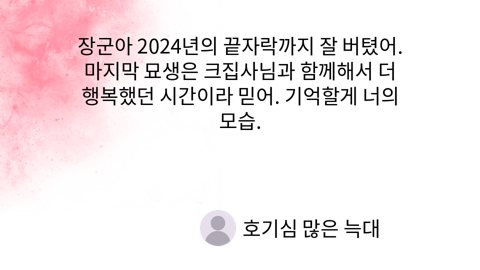 장군아 2024년의 끝자락까지 잘 버텼어.
마지막 묘생은 크집사님과 함께해서 더
행복했던 시간이라 믿어. 기억할게 너의
모습.
호기심 많은 늑대